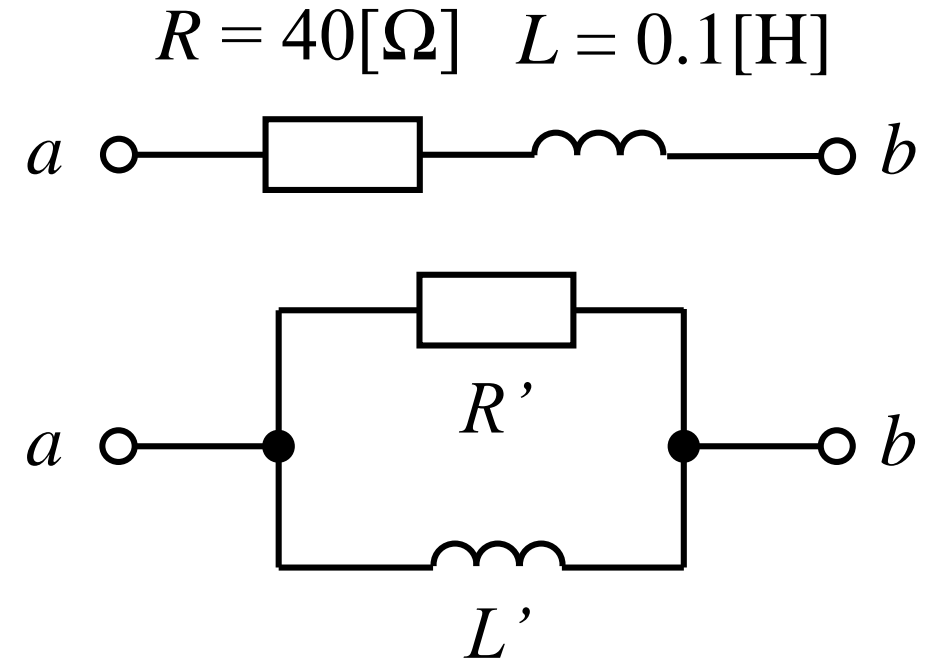 R = 40[Ω] L = 0.1[H]
a b
R’
a b
L’